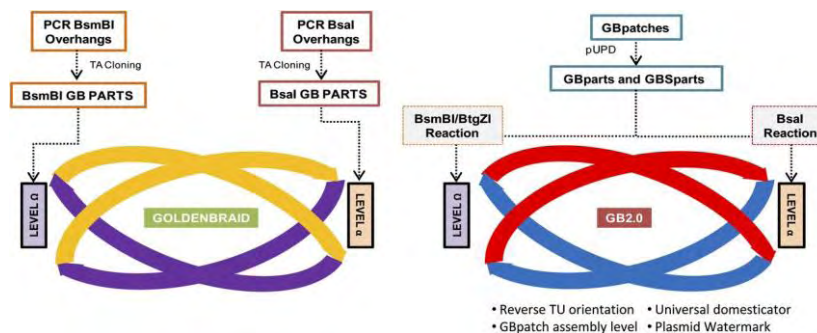 PCR BsmBI
Overhangs
TA Cloning
BsmBI GB PARTS
PCR BsaI
Overhangs
TA Cloning
BsaI GB PARTS
LEVEL Ω
GOLDENBRAID
LEVEL α
GBpatches
pUPD
GBparts and GBSparts
BsmBI/BtgZI
Reaction
BsaI
Reaction
LEVEL Ω
GB2.0
LEVEL α
• Reverse TU orientation • Universal domesticator
• GBpatch assembly level • Plasmid Watermark